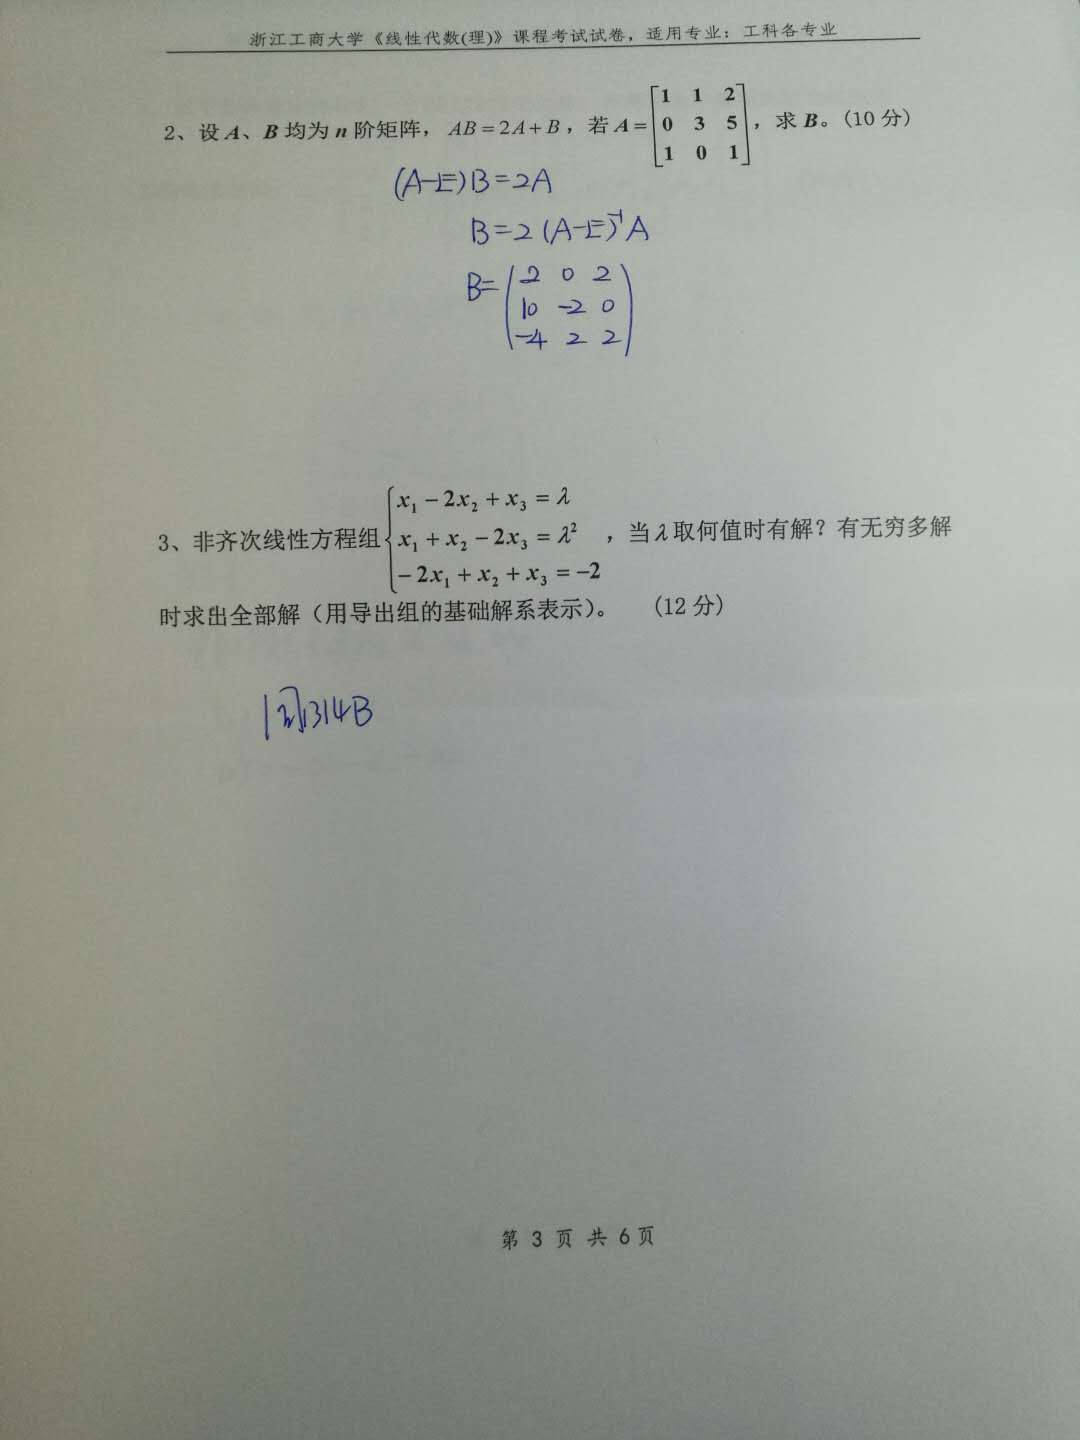 浙江工商大学《线性代数(理)》课程考试试卷，适用专业：工科各专业
2、设 A、B 均为 n 阶矩阵，AB=2A+B，若 A=[1 1 2; 0 3 5; 1 0 1]，求 B。(10 分)
(A-E)B=2A
B=2(A-E)⁻¹A
B=(2 0 2; 10 -2 0; -4 2 2)
x₁-2x₂+x₃=λ
3、非齐次线性方程组{x₁+x₂-2x₃=λ²，当λ取何值时有解？有无穷多解
-2x₁+x₂+x₃=-2
时求出全部解（用导出组的基础解系表示）。 (12 分)
同1314B
第 3 页 共 6 页